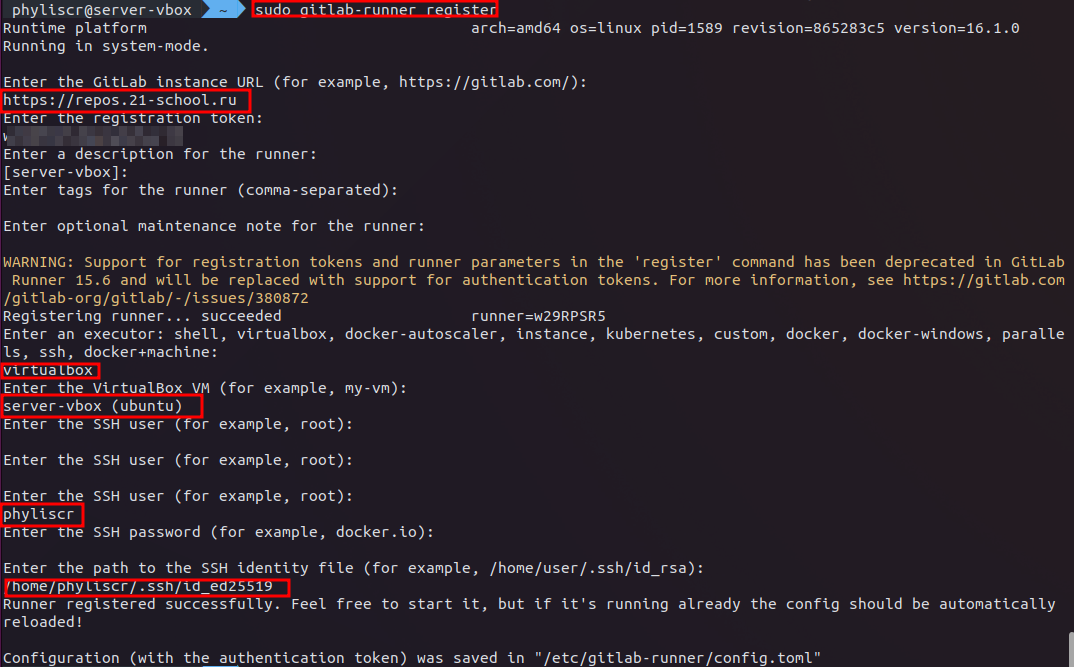 phyliscr@server-vbox ~ sudo gitlab-runner register
Runtime platform arch=amd64 os=linux pid=1589 revision=865283c5 version=16.1.0
Running in system-mode.
Enter the GitLab instance URL (for example, https://gitlab.com/):
https://repos.21-school.ru
Enter the registration token:
Enter a description for the runner:
[server-vbox]:
Enter tags for the runner (comma-separated):
Enter optional maintenance note for the runner:
WARNING: Support for registration tokens and runner parameters in the 'register' command has been deprecated in GitLab
Runner 15.6 and will be replaced with support for authentication tokens. For more information, see https://gitlab.com
/gitlab-org/gitlab/-/issues/380872
Registering runner... succeeded runner=w29RPSR5
Enter an executor: shell, virtualbox, docker-autoscaler, instance, kubernetes, custom, docker, docker-windows, paralle
ls, ssh, docker+machine:
virtualbox
Enter the VirtualBox VM (for example, my-vm):
server-vbox (ubuntu)
Enter the SSH user (for example, root):
Enter the SSH user (for example, root):
Enter the SSH user (for example, root):
phyliscr
Enter the SSH password (for example, docker.io):
Enter the path to the SSH identity file (for example, /home/user/.ssh/id_rsa):
/home/phyliscr/.ssh/id_ed25519
Runner registered successfully. Feel free to start it, but if it's running already the config should be automatically
reloaded!
Configuration (with the authentication token) was saved in "/etc/gitlab-runner/config.toml"